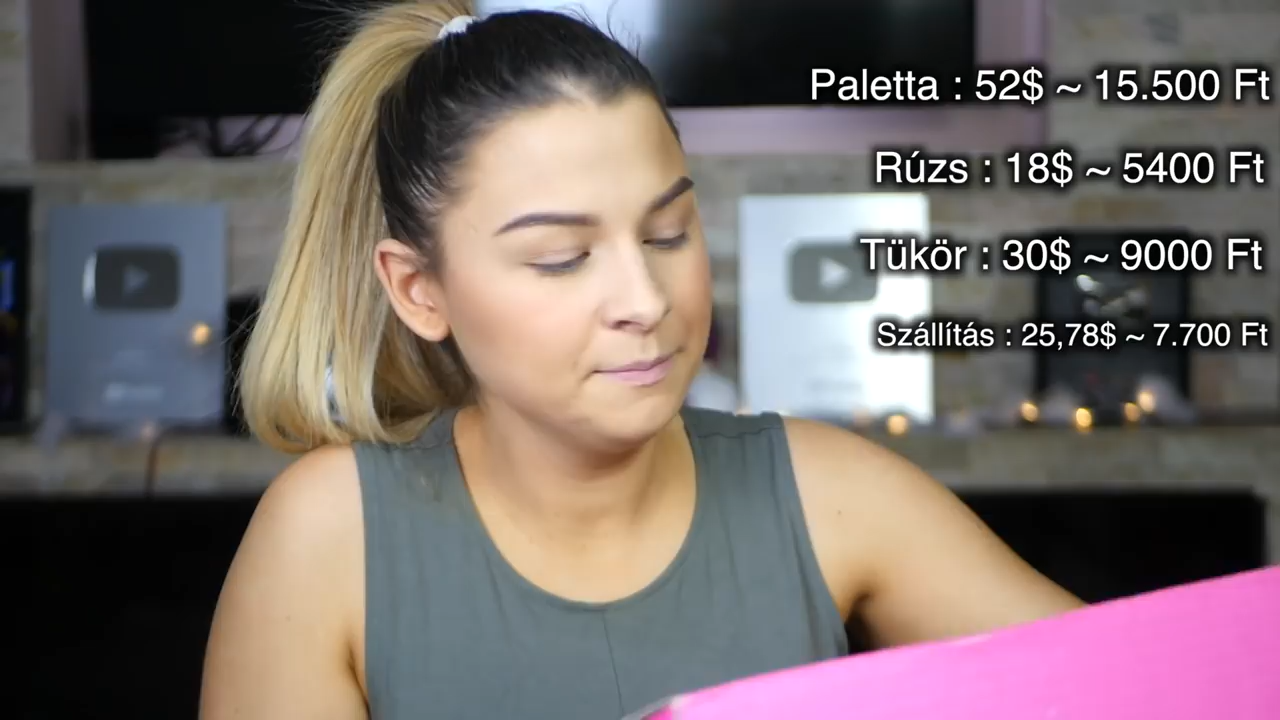 Paletta : 52$ ~ 15.500 Ft
Rúzs : 18$ ~ 5400 Ft
Tükör : 30$ ~ 9000 Ft
Szállítás : 25,78$ ~ 7.700 Ft